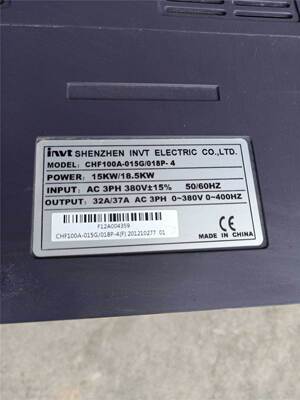 invt SHENZHEN INVT ELECTRIC CO.,LTD.
MODEL: CHF100A-015G/018P- 4
POWER: 15KW/18.5KW
INPUT: AC 3PH 380V±15% 50/60HZ
OUTPUT: 32A/37A AC 3PH 0~380V 0~400HZ
F12A004359
CHF100A-015G/018P-4(F) 201210277 01
CE
MADE IN CHINA